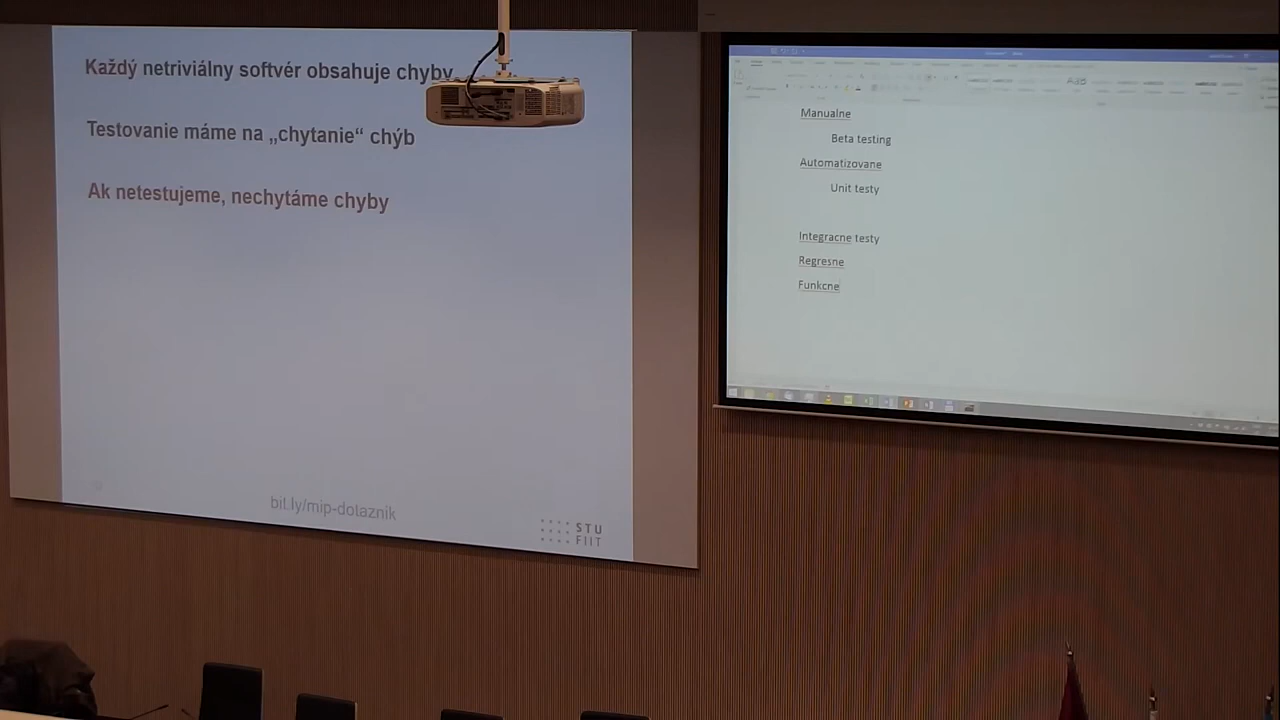 Každý netriviálny softvér obsahuje chyby
Testovanie máme na „chytanie“ chýb
Ak netestujeme, nechytáme chyby
bit.ly/mip-dotaznik
STU
FIIT
Manualne
Beta testing
Automatizovane
Unit testy
Integracne testy
Regresne
Funkcne